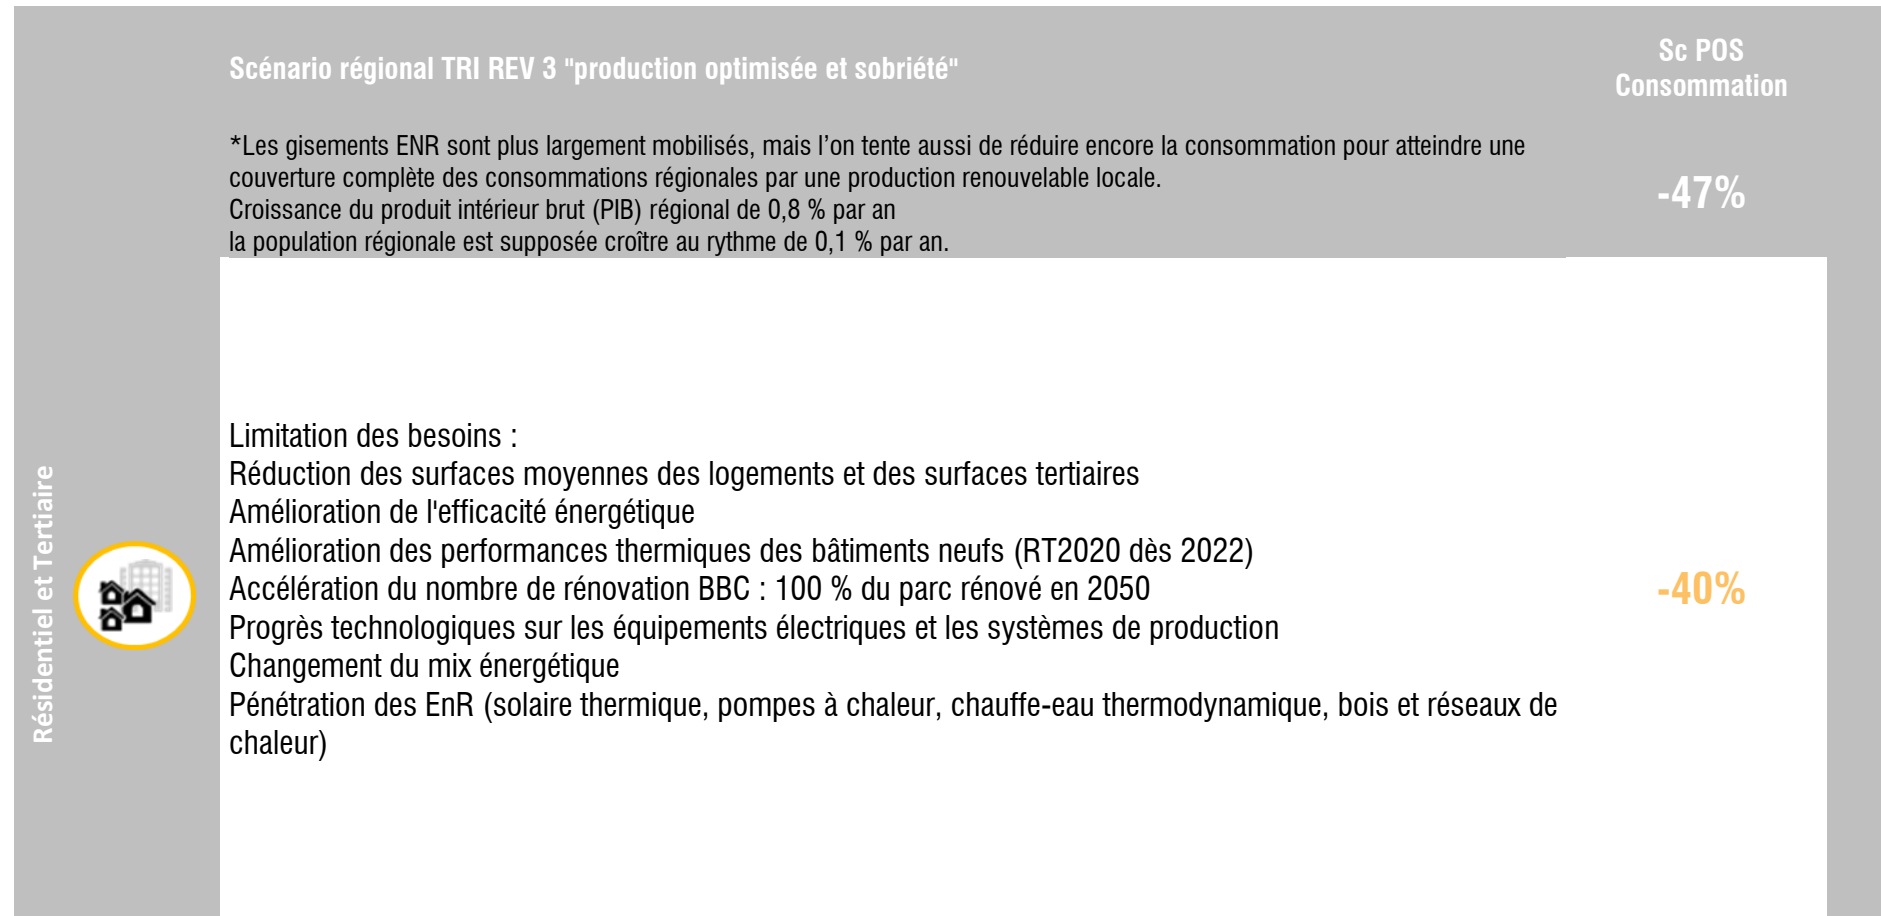 Scénario régional TRI REV 3 "production optimisée et sobriété"
Sc POS
Consommation
*Les gisements ENR sont plus largement mobilisés, mais l’on tente aussi de réduire encore la consommation pour atteindre une
couverture complète des consommations régionales par une production renouvelable locale.
Croissance du produit intérieur brut (PIB) régional de 0,8 % par an
la population régionale est supposée croître au rythme de 0,1 % par an.
-47%
Résidentiel et Tertiaire
Limitation des besoins :
Réduction des surfaces moyennes des logements et des surfaces tertiaires
Amélioration de l'efficacité énergétique
Amélioration des performances thermiques des bâtiments neufs (RT2020 dès 2022)
Accélération du nombre de rénovation BBC : 100 % du parc rénové en 2050
Progrès technologiques sur les équipements électriques et les systèmes de production
Changement du mix énergétique
Pénétration des EnR (solaire thermique, pompes à chaleur, chauffe-eau thermodynamique, bois et réseaux de
chaleur)
-40%